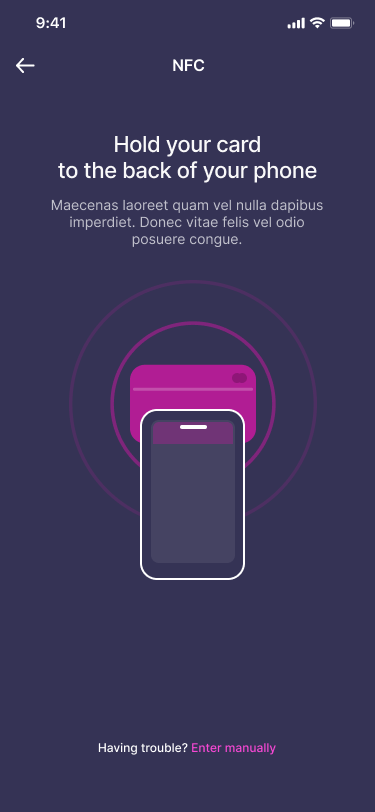 9:41
NFC
Hold your card
to the back of your phone
Maecenas laoreet quam vel nulla dapibus
imperdiet. Donec vitae felis vel odio
posuere congue.
Having trouble? Enter manually